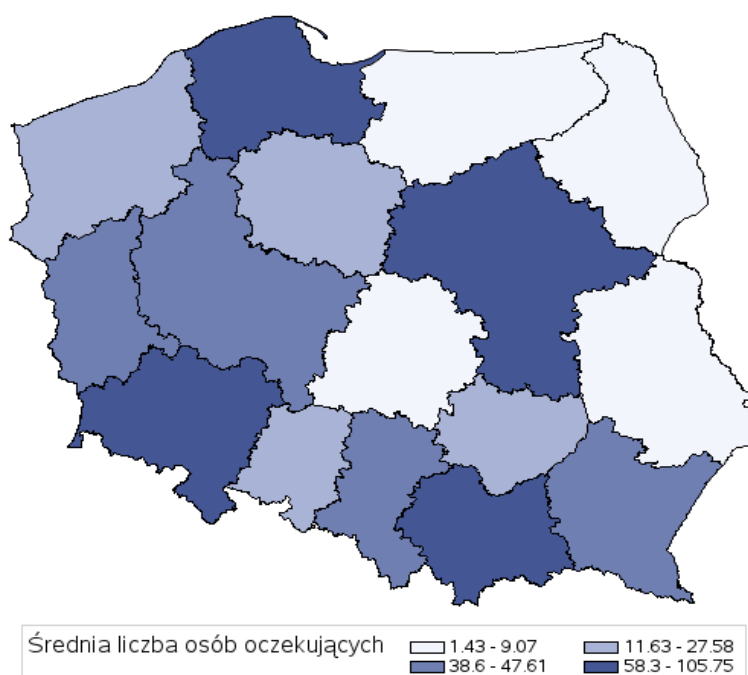 Średnia liczba osób oczekujących
1.43 - 9.07
11.63 - 27.58
38.6 - 47.61
58.3 - 105.75